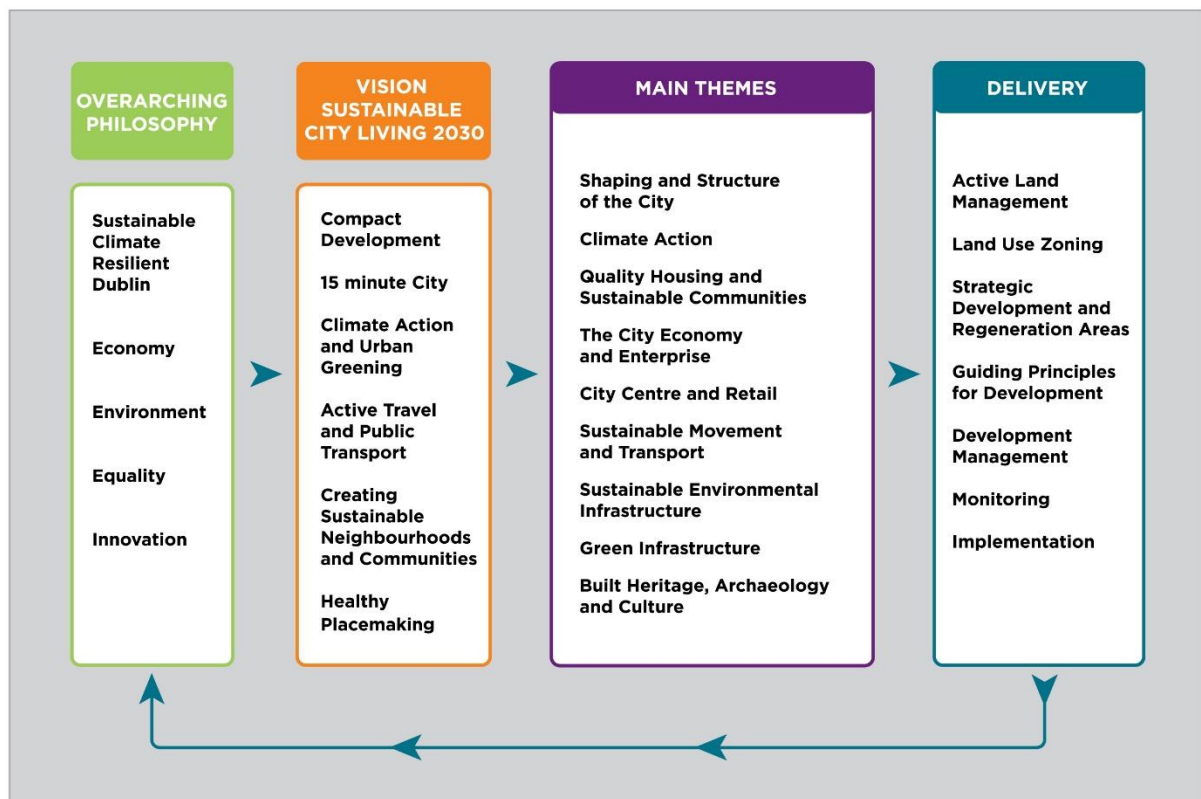 OVERARCHING
PHILOSOPHY
Sustainable
Climate
Resilient
Dublin
Economy
Environment
Equality
Innovation
VISION
SUSTAINABLE
CITY LIVING 2030
Compact
Development
15 minute City
Climate Action
and Urban
Greening
Active Travel
and Public
Transport
Creating
Sustainable
Neighbourhoods
and Communities
Healthy
Placemaking
MAIN THEMES
Shaping and Structure
of the City
Climate Action
Quality Housing and
Sustainable Communities
The City Economy
and Enterprise
City Centre and Retail
Sustainable Movement
and Transport
Sustainable Environmental
Infrastructure
Green Infrastructure
Built Heritage, Archaeology
and Culture
DELIVERY
Active Land
Management
Land Use Zoning
Strategic
Development and
Regeneration Areas
Guiding Principles
for Development
Development
Management
Monitoring
Implementation